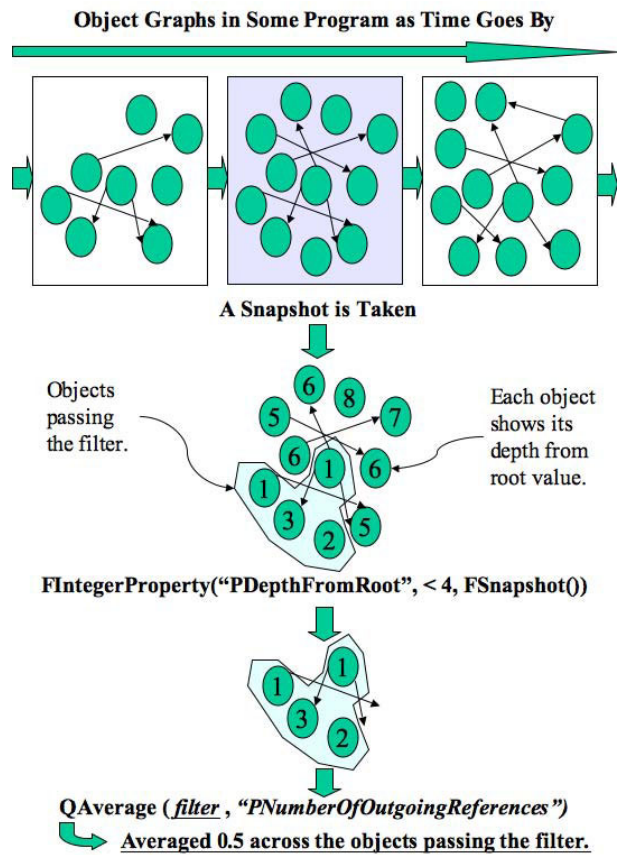 Object Graphs in Some Program as Time Goes By
A Snapshot is Taken
Objects
passing
the filter.
Each object
shows its
depth from
root value.
6
8
5
7
6
1
6
1
3
2
5
FIntegerProperty(“PDepthFromRoot”, < 4, FSnapshot())
1
1
3
2
QAverage (filter , “PNumberOfOutgoingReferences”)
Averaged 0.5 across the objects passing the filter.